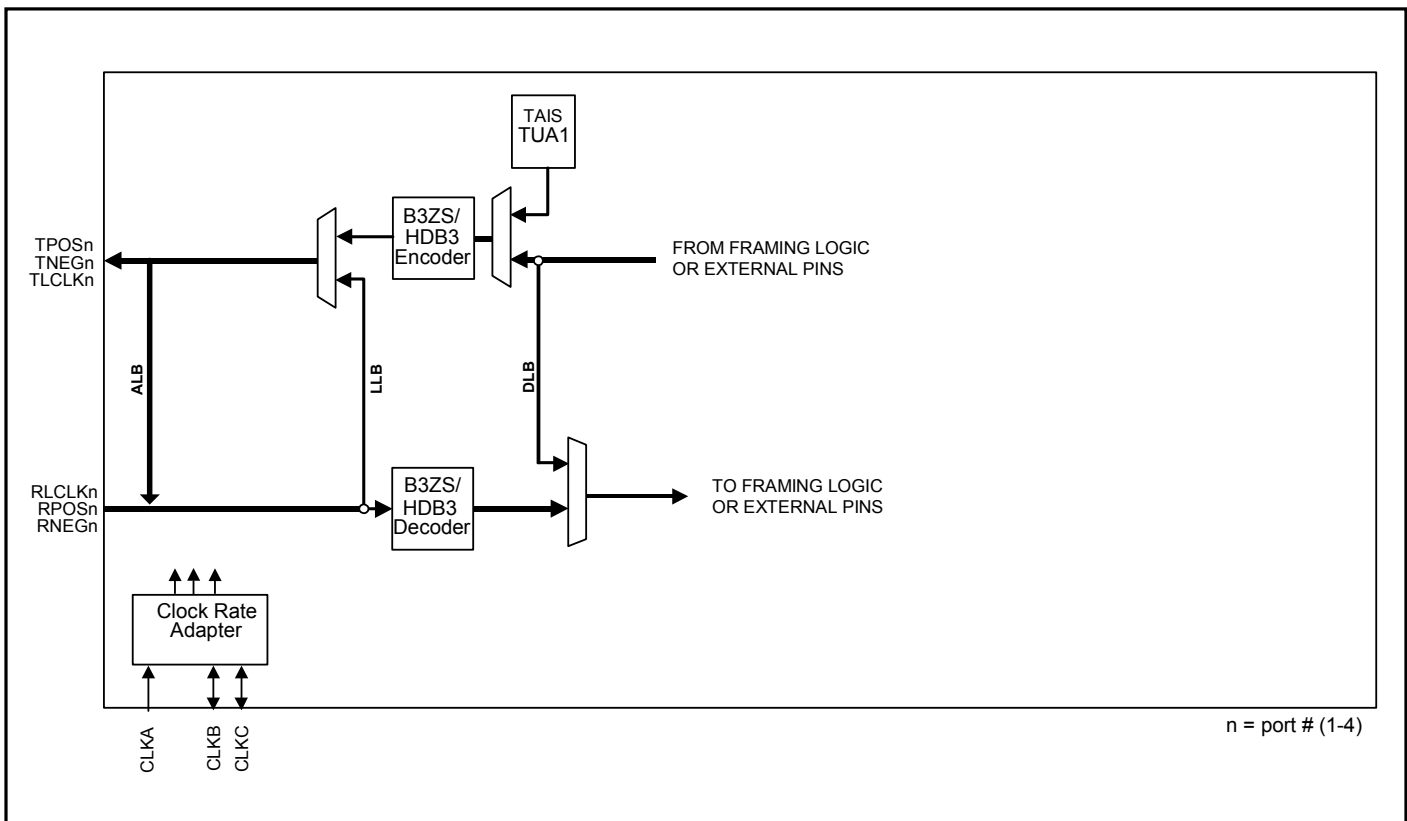 TAIS
TUA1
B3ZS/
HDB3
Encoder
TPOSn
TNEGn
TLCLKn
FROM FRAMING LOGIC
OR EXTERNAL PINS
ALB
LLB
DLB
RLCLKn
RPOSn
RNEGn
B3ZS/
HDB3
Decoder
TO FRAMING LOGIC
OR EXTERNAL PINS
Clock Rate
Adapter
CLKA
CLKB
CLKC
n = port # (1-4)